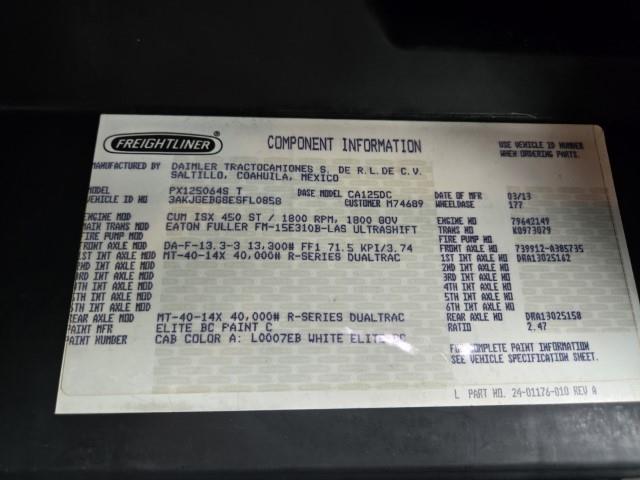 FREIGHTLINER®
COMPONENT INFORMATION
USE VEHICLE ID NUMBER
WHEN ORDERING PARTS.
MANUFACTURED BY DAIMLER TRACTOCAMIONES S. DE R.L.DE C.V.
SALTILLO, COAHUILA, MEXICO
MODEL PX125064S T BASE MODEL CA125DC DATE OF MFR 03/13
VEHICLE ID NO 3AKJGEBG8ESFL0858 CUSTOMER M74689 WHEELBASE 177
ENGINE MOD CUM ISX 450 ST / 1800 RPM, 1800 GOV ENGINE NO 79642149
MAIN TRANS MOD EATON FULLER FM-15E310B-LAS ULTRASHIFT TRANS NO K0973079
FIRE PUMP MOD FIRE PUMP NO
FRONT AXLE MOD DA-F-13.3-3 13,300# FF1 71.5 KPI/3.74 FRONT AXLE NO 739912-A385735
1ST INT AXLE MOD MT-40-14X 40,000# R-SERIES DUALTRAC 1ST INT AXLE NO DRA13025162
2ND INT AXLE MOD 2ND INT AXLE NO
3RD INT AXLE MOD 3RD INT AXLE NO
4TH INT AXLE MOD 4TH INT AXLE NO
5TH INT AXLE MOD 5TH INT AXLE NO
6TH INT AXLE MOD 6TH INT AXLE NO
REAR AXLE MOD MT-40-14X 40,000# R-SERIES DUALTRAC REAR AXLE NO DRA13025158
PAINT MFR ELITE BC PAINT C RATIO 2.47
PAINT NUMBER CAB COLOR A: L0007EB WHITE ELITE BC
FOR COMPLETE PAINT INFORMATION
SEE VEHICLE SPECIFICATION SHEET.
L PART NO. 24-01176-010 REV A